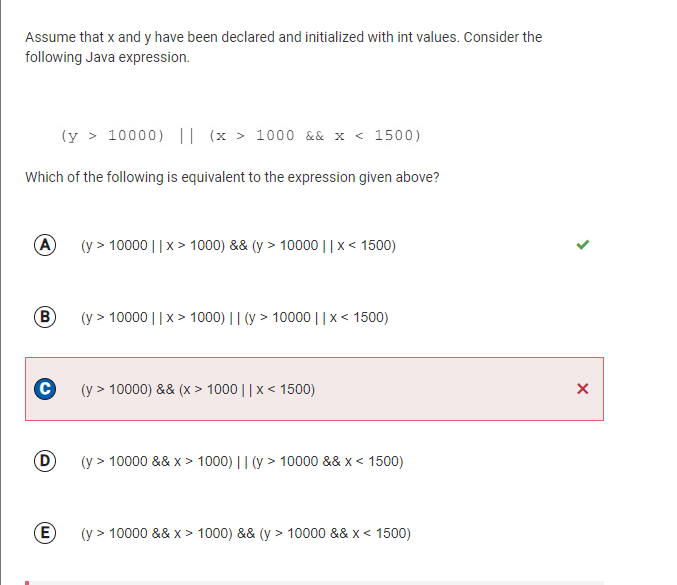 Assume that x and y have been declared and initialized with int values. Consider the
following Java expression.
(y > 10000) || (x > 1000 && x < 1500)
Which of the following is equivalent to the expression given above?
A (y > 10000 || x > 1000) && (y > 10000 || x < 1500)
B (y > 10000 || x > 1000) || (y > 10000 || x < 1500)
C (y > 10000) && (x > 1000 || x < 1500)
D (y > 10000 && x > 1000) || (y > 10000 && x < 1500)
E (y > 10000 && x > 1000) && (y > 10000 && x < 1500)